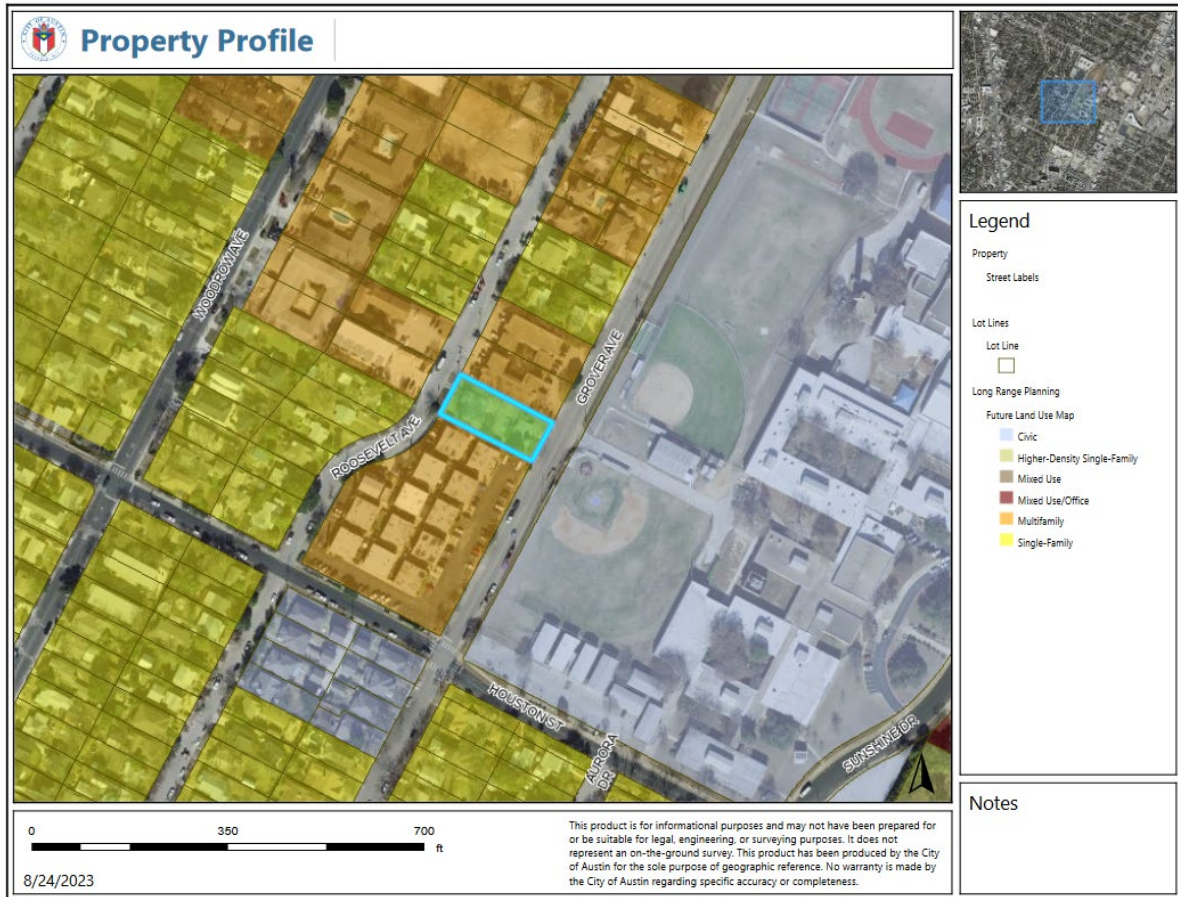 Property Profile
WOODROW AVE
ROOSEVELT AVE
GROVER AVE
HOUSTON ST
AURORA
DR
SUNSHINE DR
Legend
Property
Street Labels
Lot Lines
Lot Line
Long Range Planning
Future Land Use Map
Civic
Higher-Density Single-Family
Mixed Use
Mixed Use/Office
Multifamily
Single-Family
Notes
0 350 700
ft
8/24/2023
This product is for informational purposes and may not have been prepared for
or be suitable for legal, engineering, or surveying purposes. It does not
represent an on-the-ground survey. This product has been produced by the City
of Austin for the sole purpose of geographic reference. No warranty is made by
the City of Austin regarding specific accuracy or completeness.